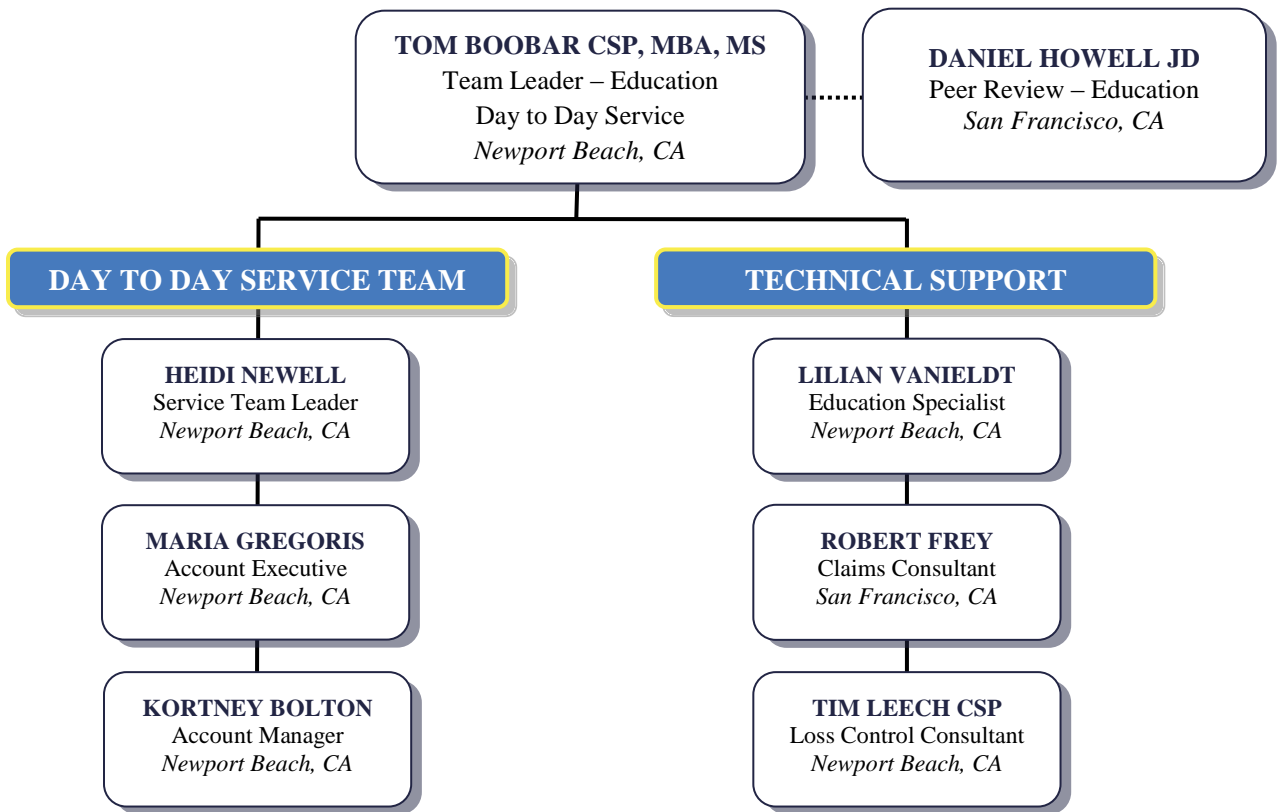 TOM BOOBAR CSP, MBA, MS
Team Leader – Education
Day to Day Service
Newport Beach, CA
DANIEL HOWELL JD
Peer Review – Education
San Francisco, CA
DAY TO DAY SERVICE TEAM
HEIDI NEWELL
Service Team Leader
Newport Beach, CA
MARIA GREGORIS
Account Executive
Newport Beach, CA
KORTNEY BOLTON
Account Manager
Newport Beach, CA
TECHNICAL SUPPORT
LILIAN VANIELDT
Education Specialist
Newport Beach, CA
ROBERT FREY
Claims Consultant
San Francisco, CA
TIM LEECH CSP
Loss Control Consultant
Newport Beach, CA